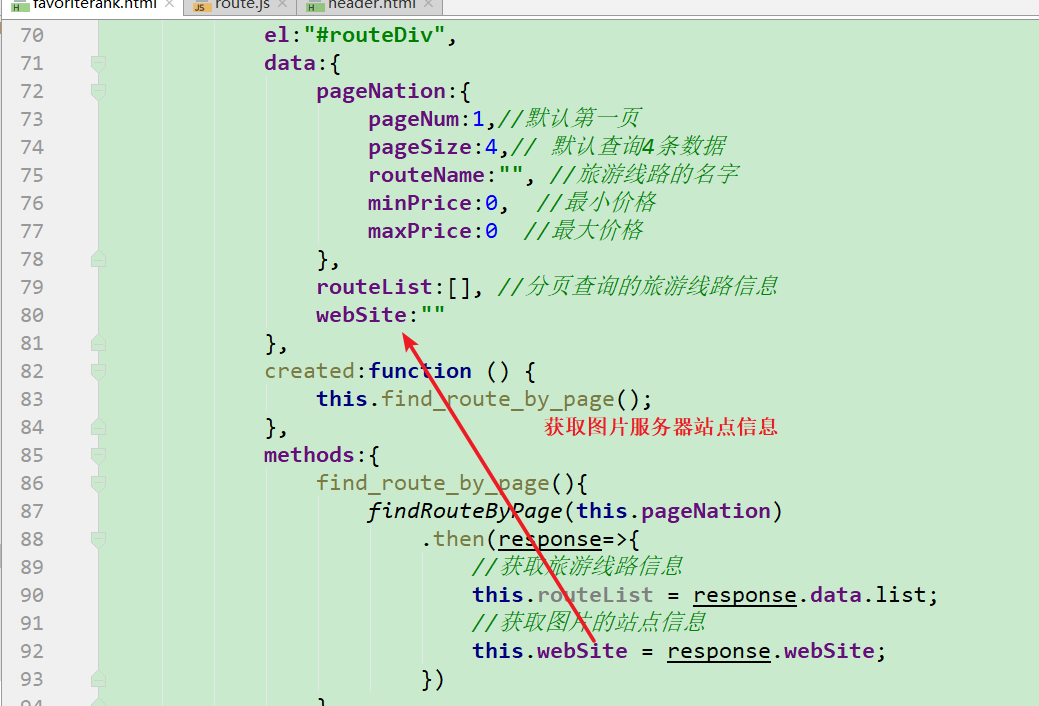 favoriterank.html × route.js × header.html ×
70 el:"#routeDiv",
71 data:{
72 pageNation:{
73 pageNum:1,//默认第一页
74 pageSize:4,// 默认查询4条数据
75 routeName:"", //旅游线路的名字
76 minPrice:0,  //最小价格
77 maxPrice:0  //最大价格
78 },
79 routeList:[], //分页查询的旅游线路信息
80 webSite:""
81 },
82 created:function () {
83 this.find_route_by_page();
84 },
获取图片服务器站点信息
85 methods:{
86 find_route_by_page(){
87 findRouteByPage(this.pageNation)
88 .then(response=>{
89 //获取旅游线路信息
90 this.routeList = response.data.list;
91 //获取图片的站点信息
92 this.webSite = response.webSite;
93 })
94 }